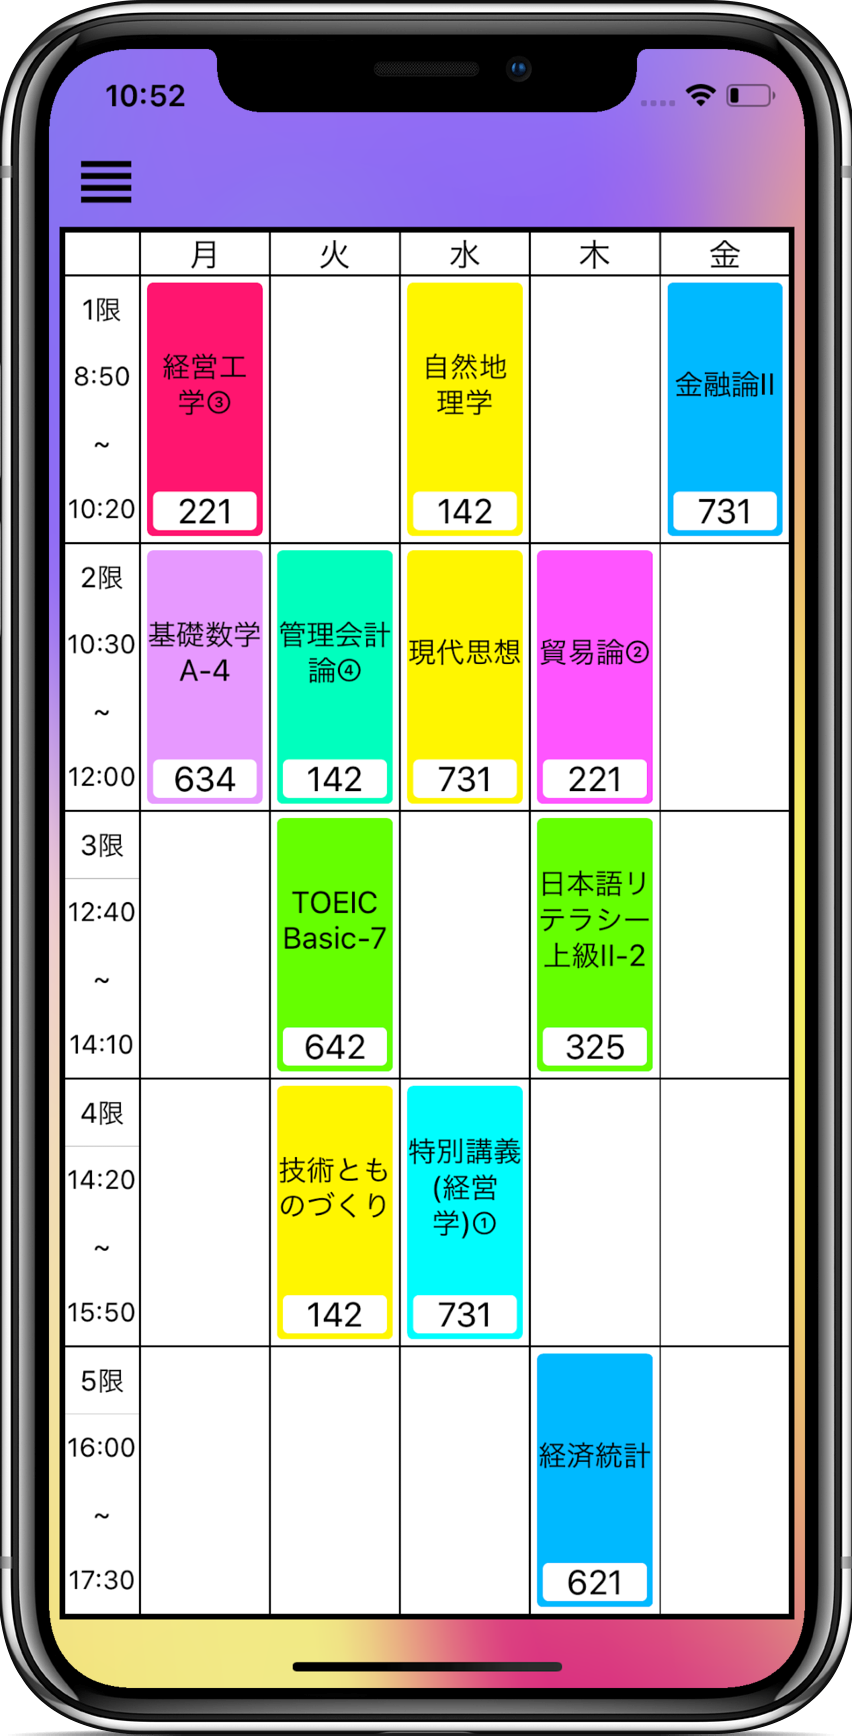 10:52
月 火 水 木 金
1限
8:50
~
10:20
経営工
学③
221
自然地
理学
142
金融論II
731
2限
10:30
~
12:00
基礎数学
A-4
634
管理会計
論④
142
現代思想
731
貿易論②
221
3限
12:40
~
14:10
TOEIC
Basic-7
642
日本語リ
テラシー
上級II-2
325
4限
14:20
~
15:50
技術とも
のづくり
142
特別講義
(経営
学)①
731
5限
16:00
~
17:30
経済統計
621